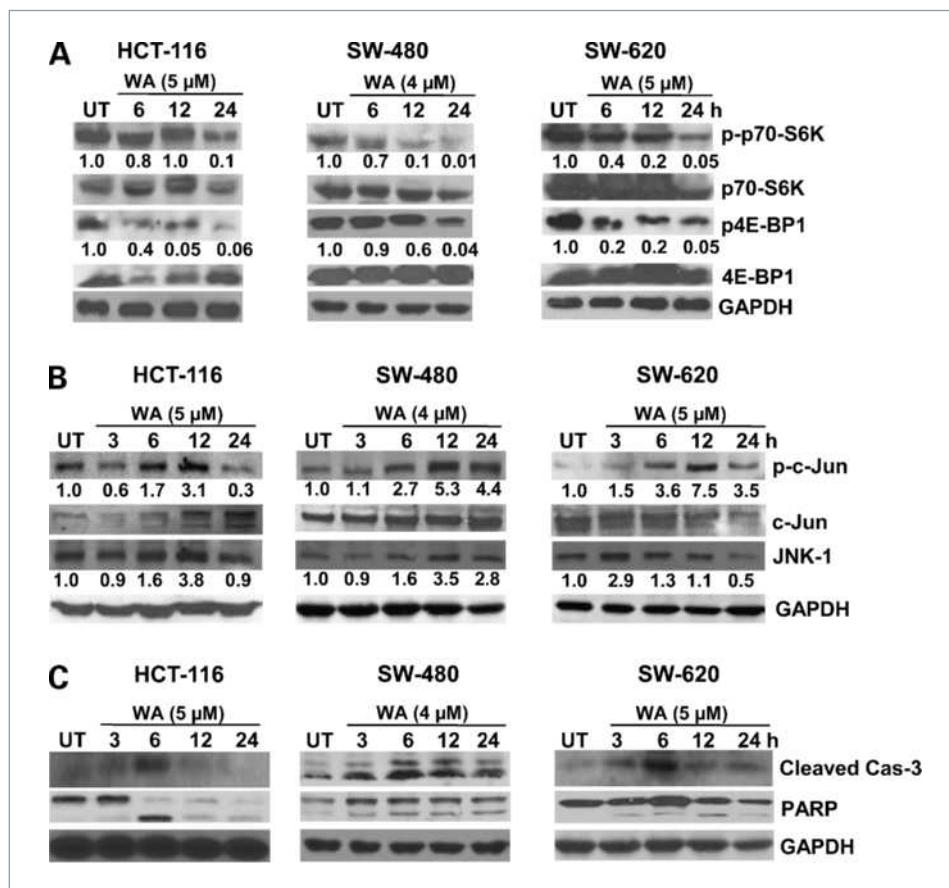 A
HCT-116 SW-480 SW-620
WA (5 µM) WA (4 µM) WA (5 µM)
UT 6 12 24 UT 6 12 24 UT 6 12 24 h
p-p70-S6K
1.0 0.8 1.0 0.1 1.0 0.7 0.1 0.01 1.0 0.4 0.2 0.05
p70-S6K
p4E-BP1
1.0 0.4 0.05 0.06 1.0 0.9 0.6 0.04 1.0 0.2 0.2 0.05
4E-BP1
GAPDH
B
HCT-116 SW-480 SW-620
WA (5 µM) WA (4 µM) WA (5 µM)
UT 3 6 12 24 UT 3 6 12 24 UT 3 6 12 24 h
p-c-Jun
1.0 0.6 1.7 3.1 0.3 1.0 1.1 2.7 5.3 4.4 1.0 1.5 3.6 7.5 3.5
c-Jun
JNK-1
1.0 0.9 1.6 3.8 0.9 1.0 0.9 1.6 3.5 2.8 1.0 2.9 1.3 1.1 0.5
GAPDH
C
HCT-116 SW-480 SW-620
WA (5 µM) WA (4 µM) WA (5 µM)
UT 3 6 12 24 UT 3 6 12 24 UT 3 6 12 24 h
Cleaved Cas-3
PARP
GAPDH